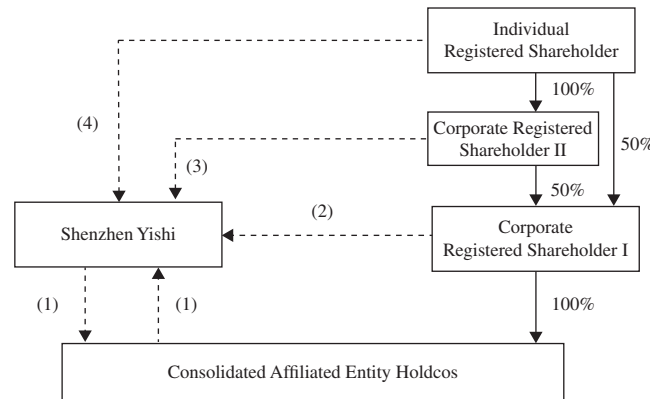 Individual
Registered Shareholder
100%
(4)
Corporate Registered
Shareholder II
50%
(3)
50%
(2)
Shenzhen Yishi
Corporate
Registered Shareholder I
(1)
(1)
100%
Consolidated Affiliated Entity Holdcos